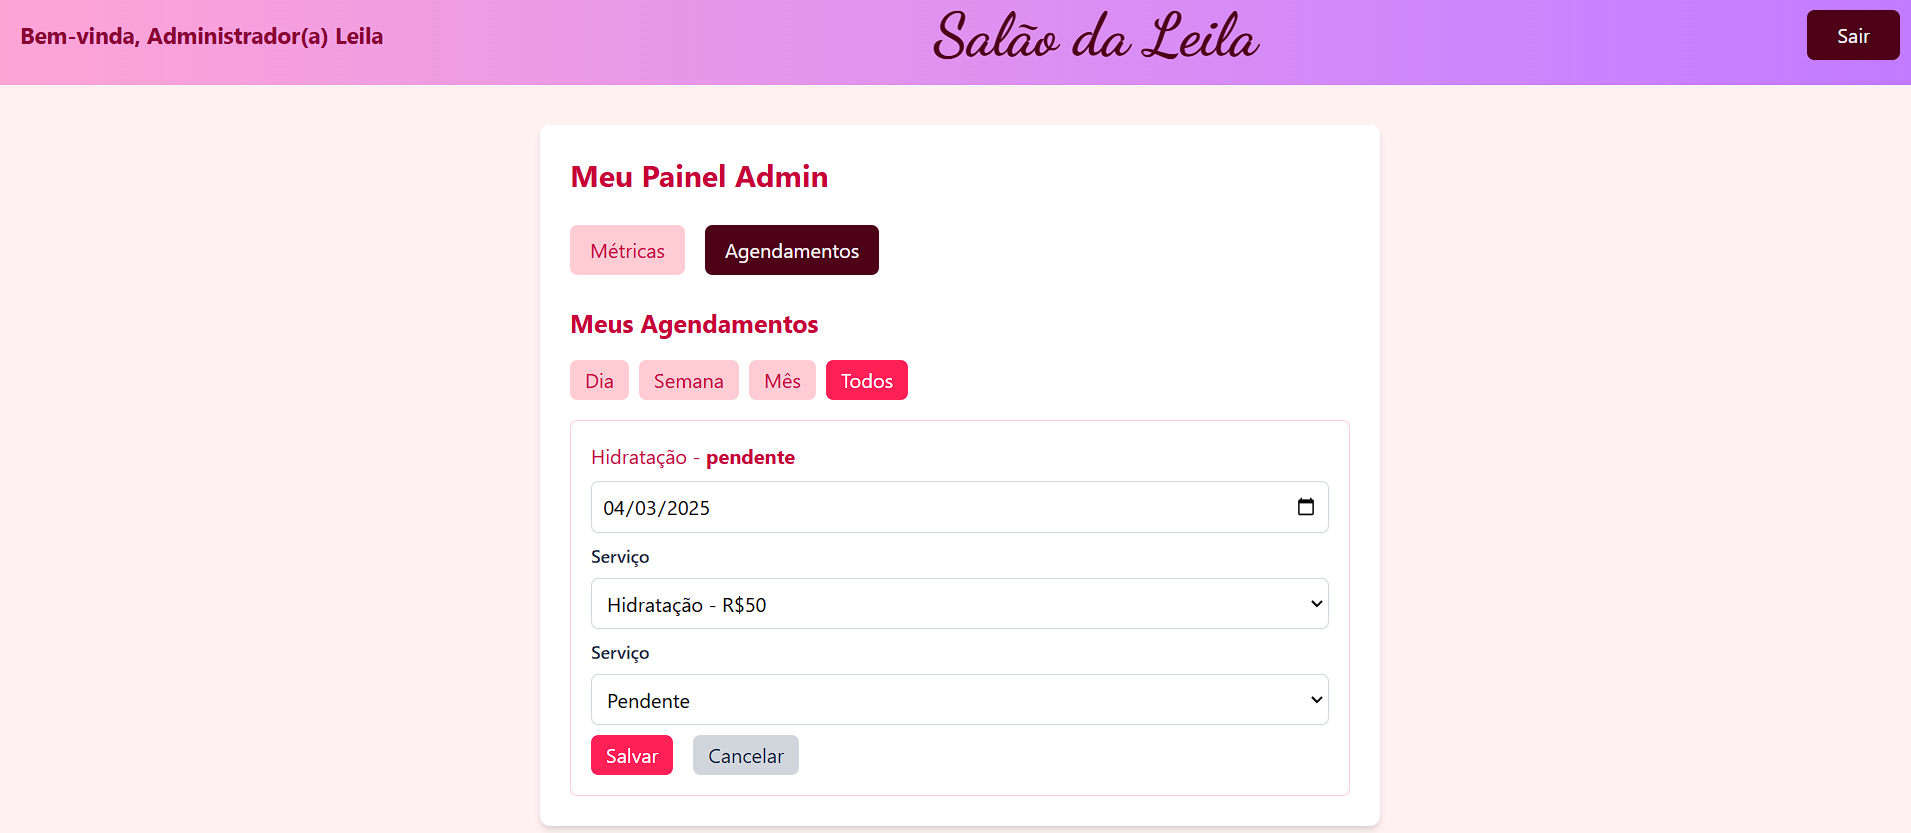 Bem-vinda, Administrador(a) Leila
Salão da Leila
Sair
Meu Painel Admin
Métricas
Agendamentos
Meus Agendamentos
Dia
Semana
Mês
Todos
Hidratação - pendente
04/03/2025
Serviço
Hidratação - R$50
Serviço
Pendente
Salvar
Cancelar